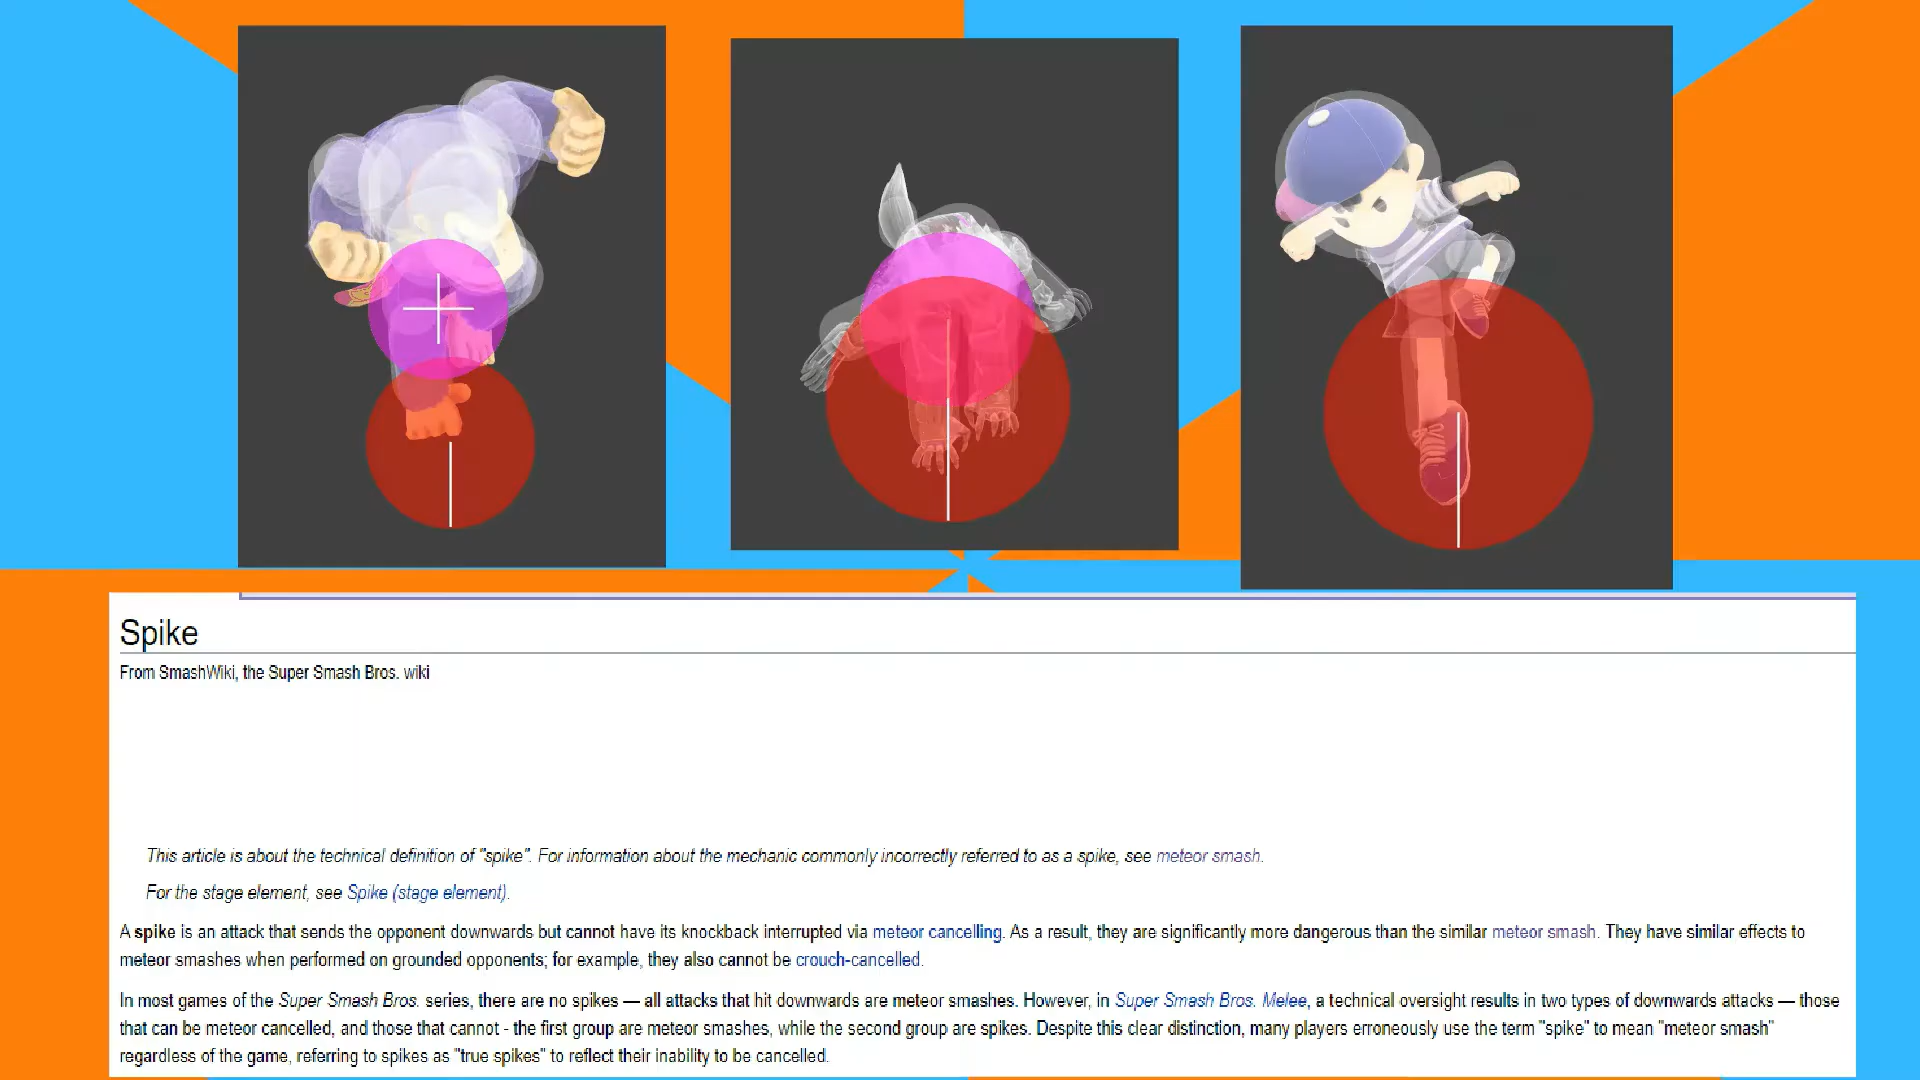 Spike
From SmashWiki, the Super Smash Bros. wiki
This article is about the technical definition of "spike". For information about the mechanic commonly incorrectly referred to as a spike, see meteor smash.
For the stage element, see Spike (stage element).
A spike is an attack that sends the opponent downwards but cannot have its knockback interrupted via meteor cancelling. As a result, they are significantly more dangerous than the similar meteor smash. They have similar effects to
meteor smashes when performed on grounded opponents; for example, they also cannot be crouch-cancelled.
In most games of the Super Smash Bros. series, there are no spikes — all attacks that hit downwards are meteor smashes. However, in Super Smash Bros. Melee, a technical oversight results in two types of downwards attacks — those
that can be meteor cancelled, and those that cannot - the first group are meteor smashes, while the second group are spikes. Despite this clear distinction, many players erroneously use the term "spike" to mean "meteor smash"
regardless of the game, referring to spikes as "true spikes" to reflect their inability to be cancelled.